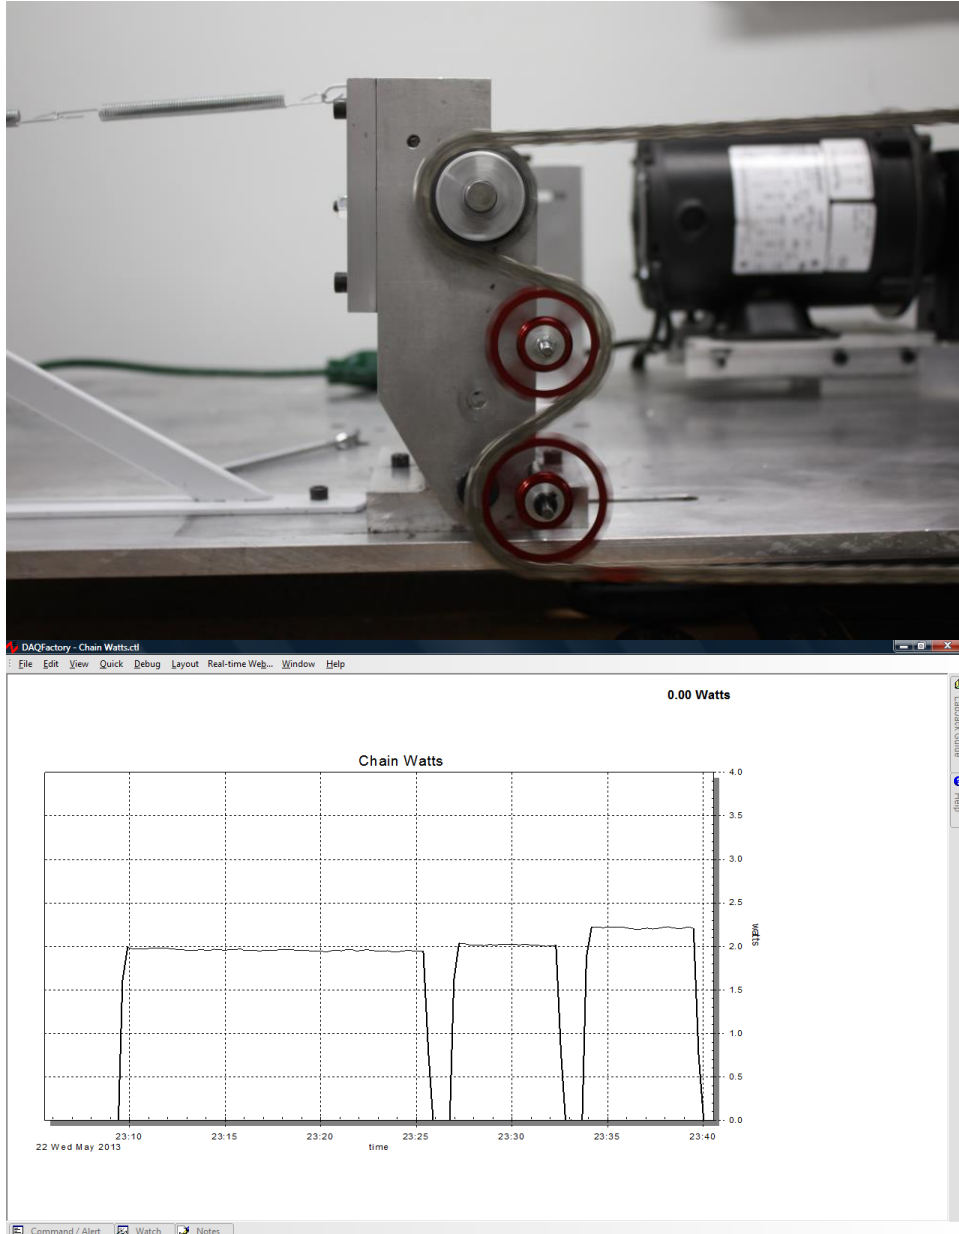 DAQFactory - Chain Watts.ctl
File Edit View Quick Debug Layout Real-time Web... Window Help
0.00 Watts
Chain Watts
4.0
3.5
3.0
2.5
2.0
1.5
1.0
0.5
0.0
watts
23:10 23:15 23:20 23:25 23:30 23:35 23:40
22 Wed May 2013
time
Help
Command / Alert Watch Notes